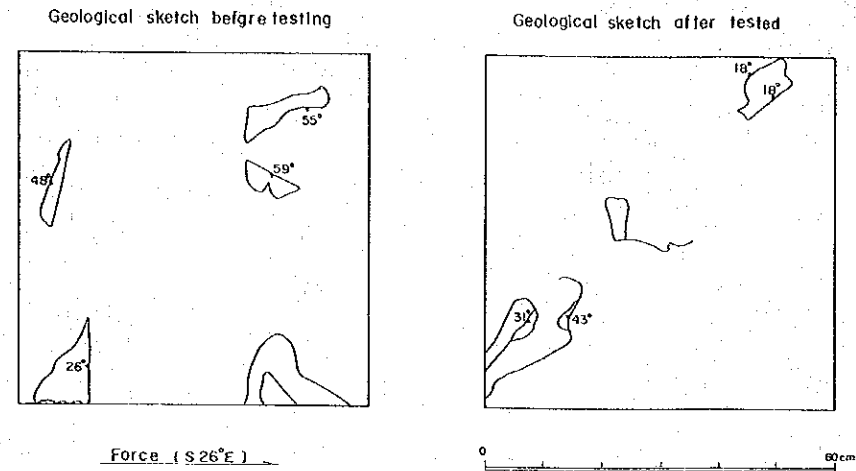 Geological sketch before testing
Geological sketch after tested
55°
59°
48°
26°
18°
18°
31°
43°
Force ( S 26°E )
0
60cm